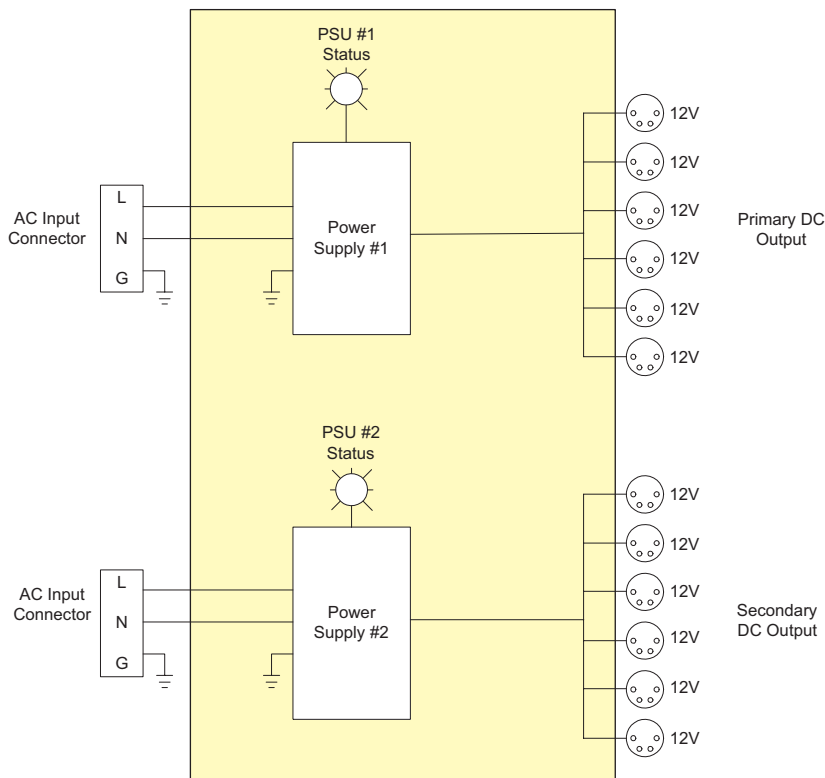 PSU #1
Status
12V
12V
12V
12V
12V
12V
AC Input
Connector
L
N
G
Power
Supply #1
Primary DC
Output
PSU #2
Status
12V
12V
12V
12V
12V
12V
AC Input
Connector
L
N
G
Power
Supply #2
Secondary
DC Output